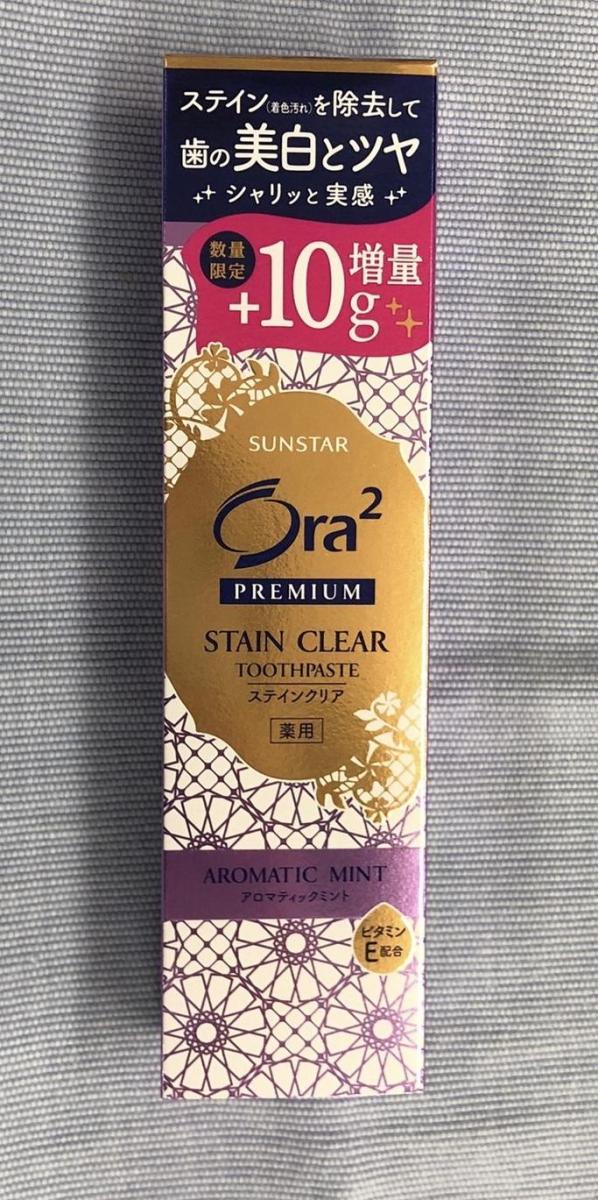 ステイン(着色汚れ)を除去して
歯の美白とツヤ
シャリッと実感
数量
限定
+10g増量
SUNSTAR
Ora²
PREMIUM
STAIN CLEAR
TOOTHPASTE
ステインクリア
薬用
AROMATIC MINT
アロマティックミント
ビタミン
E配合